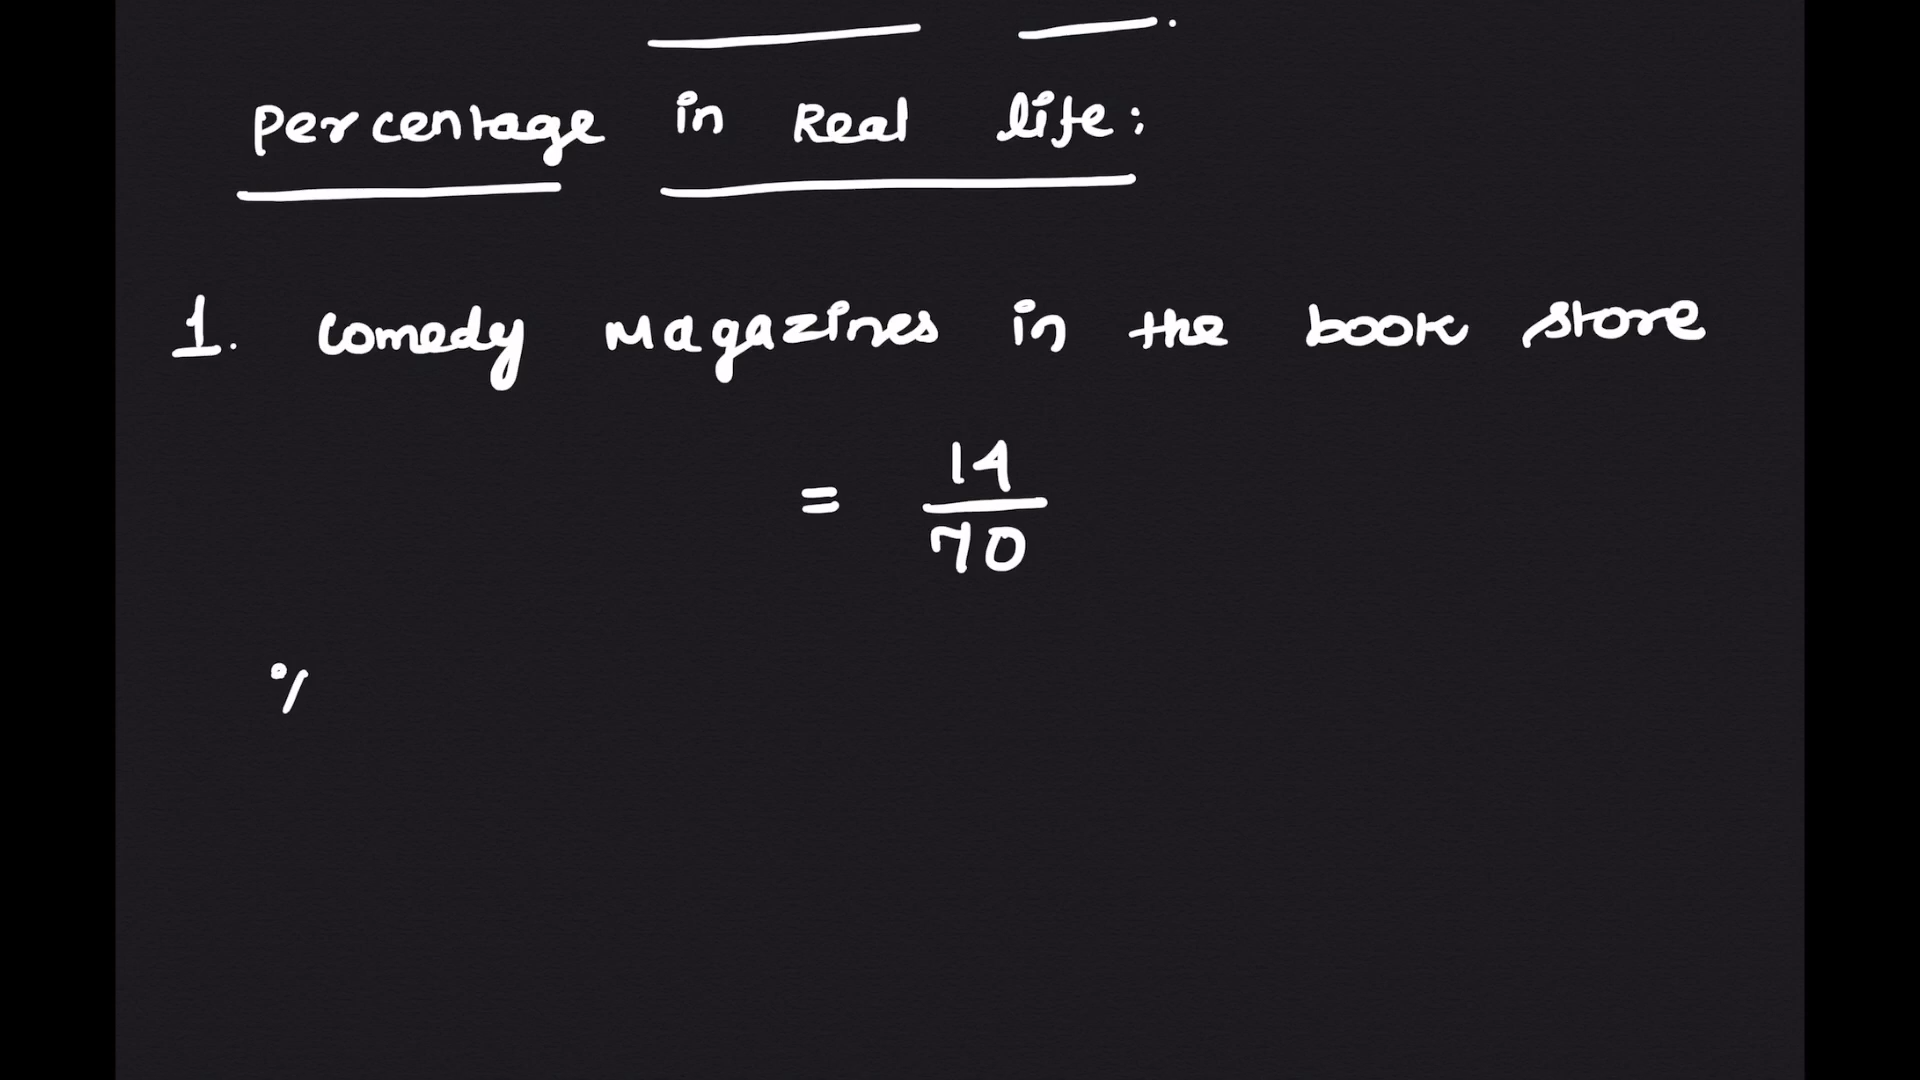 Percentage in Real life:
1. Comedy Magazines in the book store
= 14/70
%